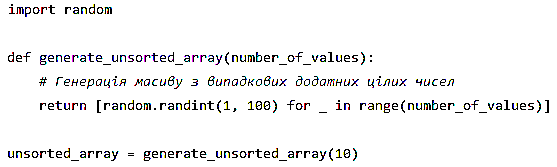 import random
def generate_unsorted_array(number_of_values):
# Генерація масиву з випадкових додатних цілих чисел
return [random.randint(1, 100) for _ in range(number_of_values)]
unsorted_array = generate_unsorted_array(10)